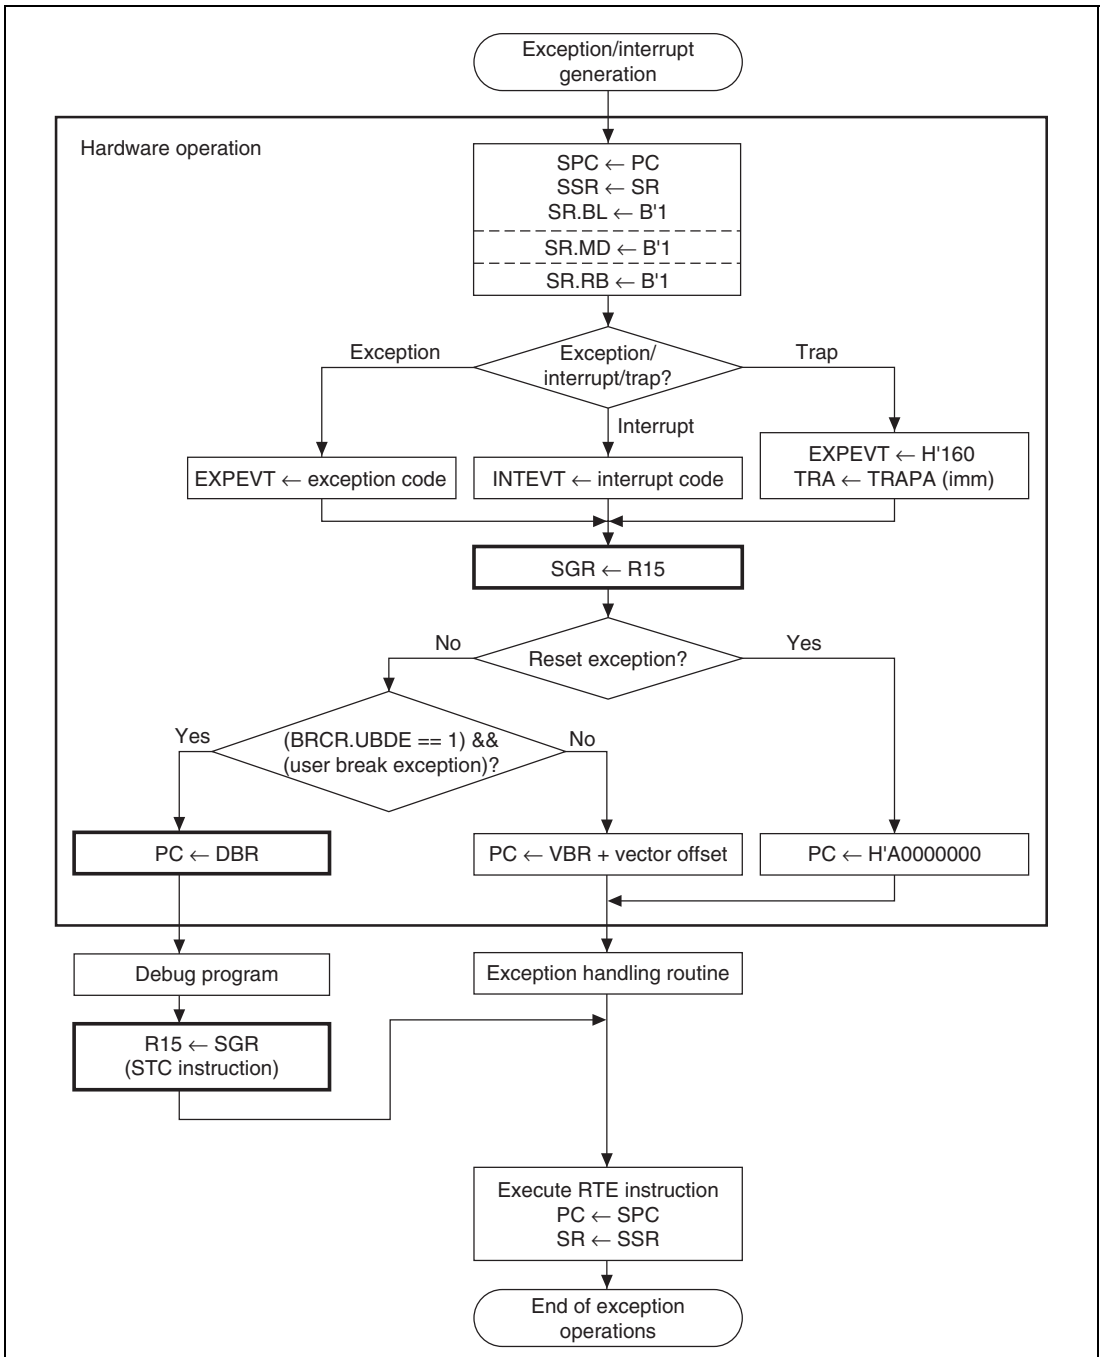 Exception/interrupt
generation
Hardware operation
SPC ← PC
SSR ← SR
SR.BL ← B'1
SR.MD ← B'1
SR.RB ← B'1
Exception
Exception/
interrupt/trap?
Trap
Interrupt
EXPEVT ← exception code
INTEVT ← interrupt code
EXPEVT ← H'160
TRA ← TRAPA (imm)
SGR ← R15
No
Reset exception?
Yes
Yes
(BRCR.UBDE == 1) &&
(user break exception)?
No
PC ← DBR
PC ← VBR + vector offset
PC ← H'A0000000
Debug program
Exception handling routine
R15 ← SGR
(STC instruction)
Execute RTE instruction
PC ← SPC
SR ← SSR
End of exception
operations